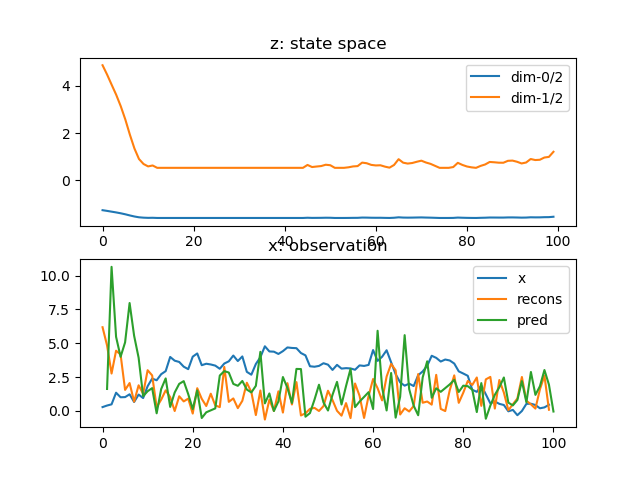 z: state space
4
2
0
dim-0/2
dim-1/2
0 20 40 60 80 100
x: observation
10.0
7.5
5.0
2.5
0.0
x
recons
pred
0 20 40 60 80 100